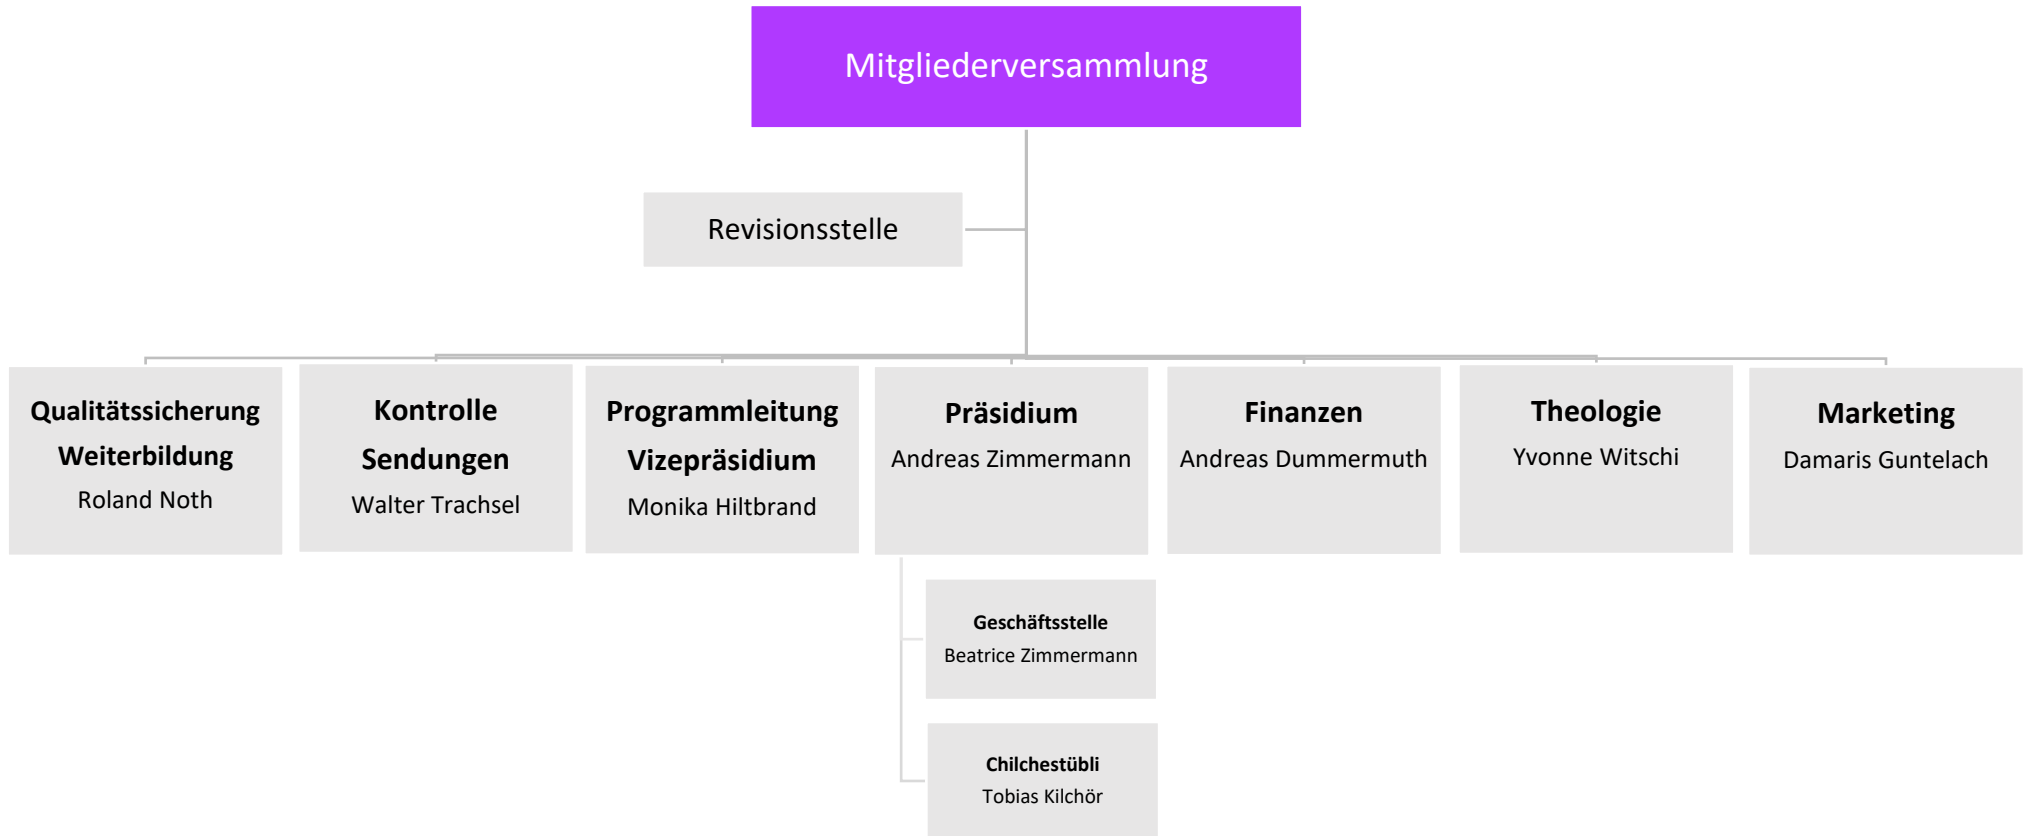 Mitgliederversammlung
Revisionsstelle
Qualitätssicherung
Weiterbildung
Roland Noth
Kontrolle
Sendungen
Walter Trachsel
Programmleitung
Vizepräsidium
Monika Hiltbrand
Präsidium
Andreas Zimmermann
Finanzen
Andreas Dummermuth
Theologie
Yvonne Witschi
Marketing
Damaris Guntelach
Geschäftsstelle
Beatrice Zimmermann
Chilchestübli
Tobias Kilchör